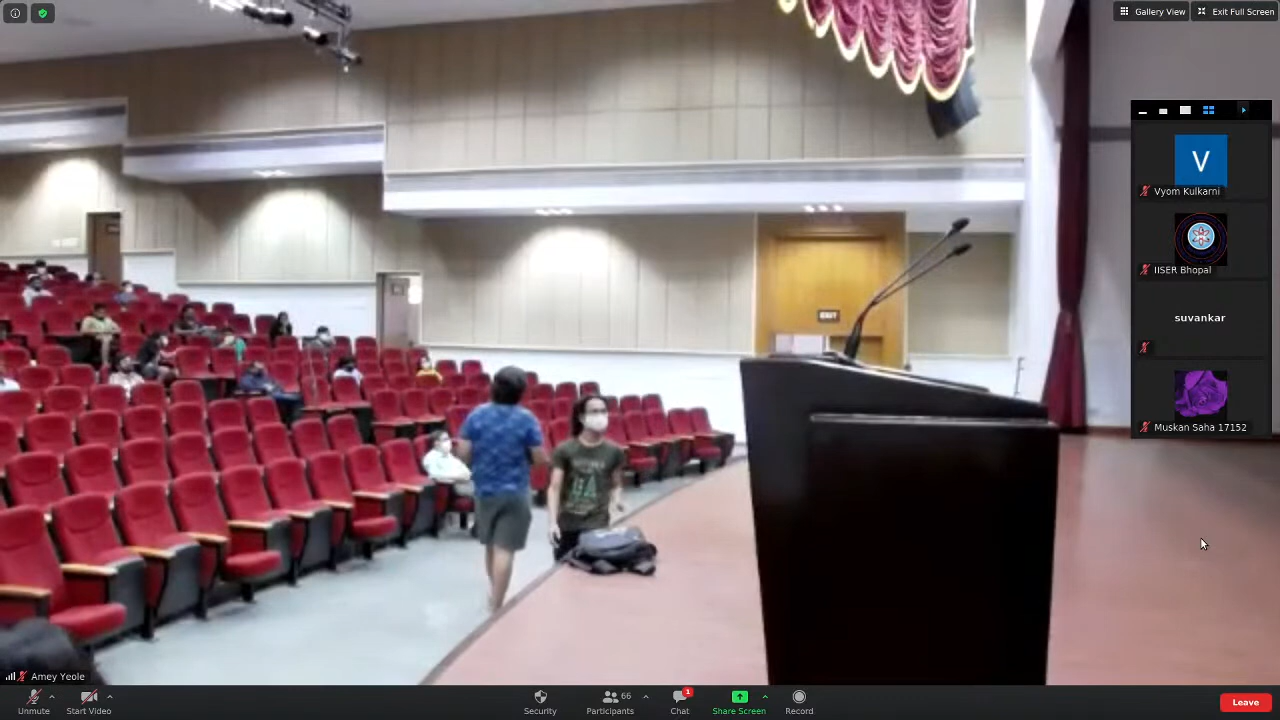 Gallery View
Exit Full Screen
V
Vyom Kulkarni
IISER Bhopal
suvankar
Muskan Saha 17152
EXIT
Amey Yeole
Unmute
Start Video
Security
66
Participants
1
Chat
Share Screen
Record
Leave